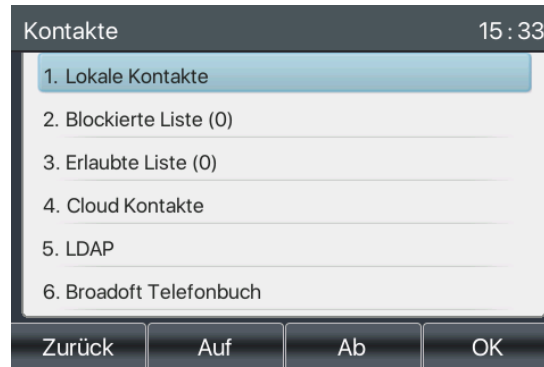 Kontakte 15:33
1. Lokale Kontakte
2. Blockierte Liste (0)
3. Erlaubte Liste (0)
4. Cloud Kontakte
5. LDAP
6. Broadoft Telefonbuch
Zurück Auf Ab OK